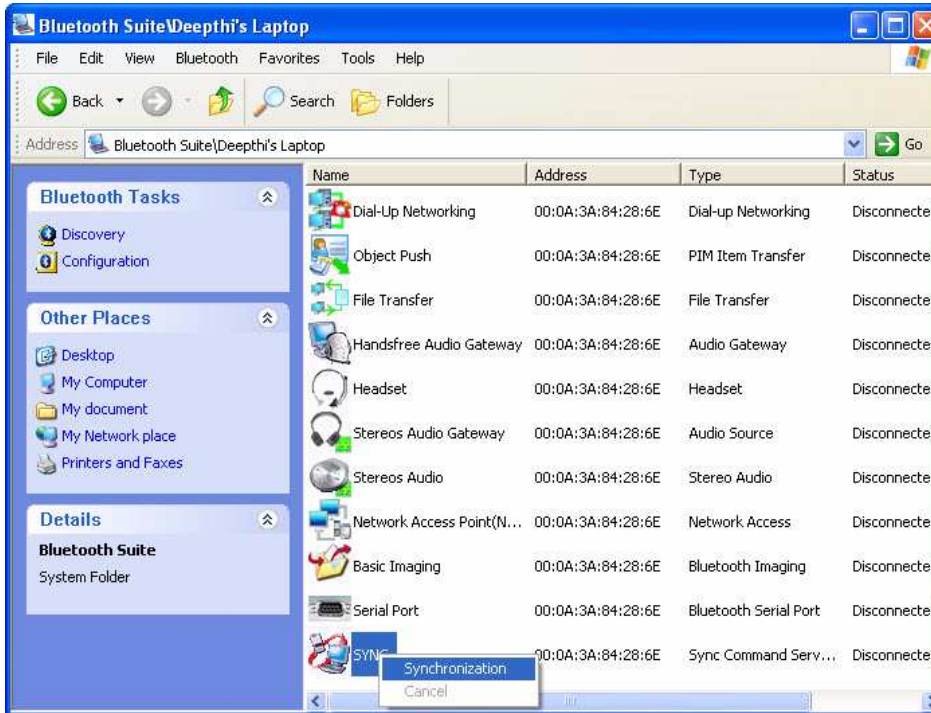 Bluetooth Suite\Deepthi's Laptop
File Edit View Bluetooth Favorites Tools Help
Back Search Folders
Address Bluetooth Suite\Deepthi's Laptop Go
Bluetooth Tasks
Discovery
Configuration
Other Places
Desktop
My Computer
My document
My Network place
Printers and Faxes
Details
Bluetooth Suite
System Folder
Name Address Type Status
Dial-Up Networking 00:0A:3A:84:28:6E Dial-up Networking Disconnecte
Object Push 00:0A:3A:84:28:6E PIM Item Transfer Disconnecte
File Transfer 00:0A:3A:84:28:6E File Transfer Disconnecte
Handsfree Audio Gateway 00:0A:3A:84:28:6E Audio Gateway Disconnecte
Headset 00:0A:3A:84:28:6E Headset Disconnecte
Stereos Audio Gateway 00:0A:3A:84:28:6E Audio Source Disconnecte
Stereos Audio 00:0A:3A:84:28:6E Stereo Audio Disconnecte
Network Access Point(N... 00:0A:3A:84:28:6E Network Access Disconnecte
Basic Imaging 00:0A:3A:84:28:6E Bluetooth Imaging Disconnecte
Serial Port 00:0A:3A:84:28:6E Bluetooth Serial Port Disconnecte
SYNC 00:0A:3A:84:28:6E Sync Command Serv... Disconnecte
Synchronization
Cancel